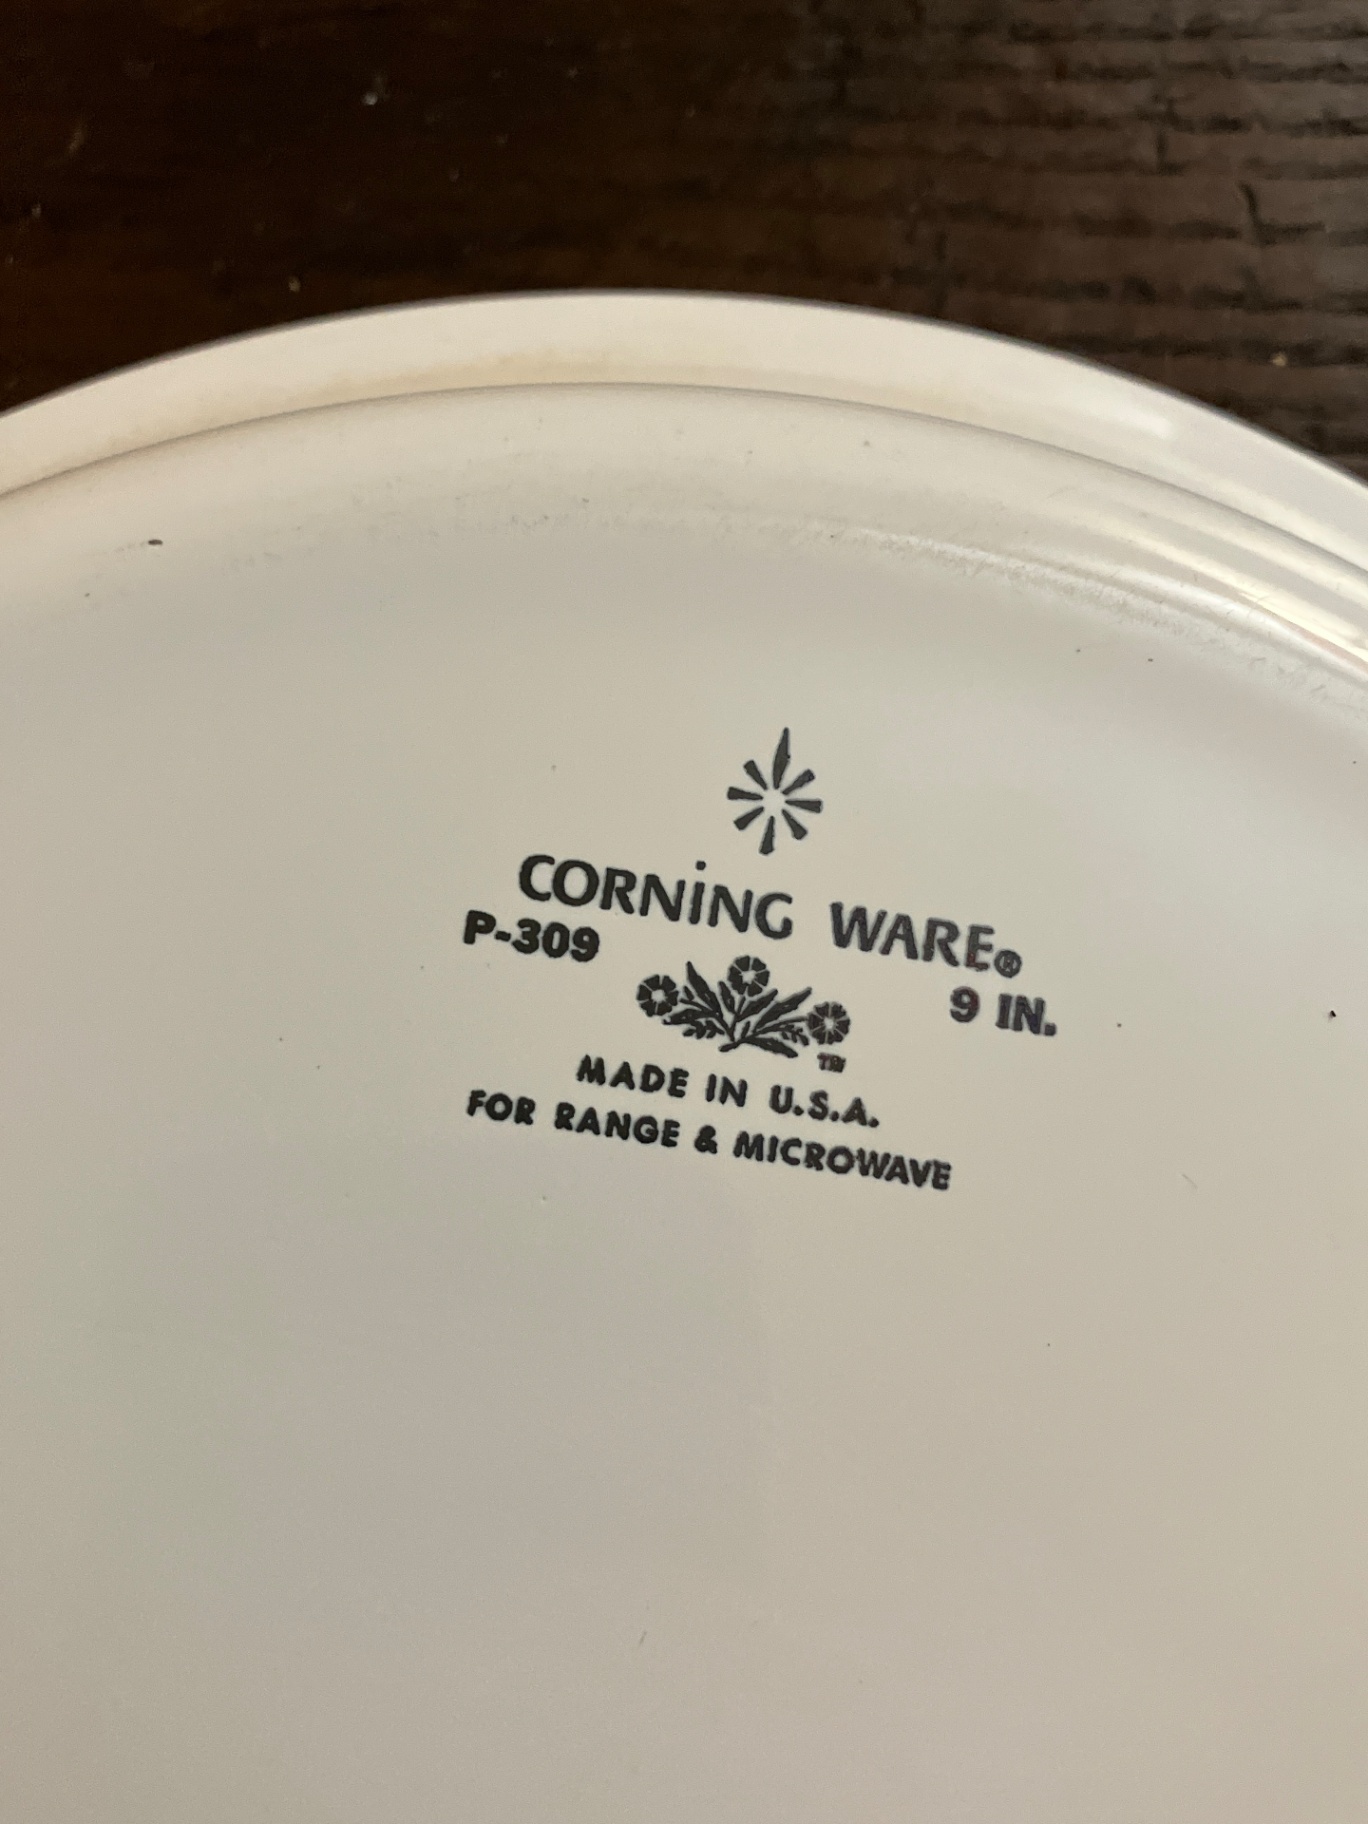 CORNING WARE®
P-309
9 IN.
TM
MADE IN U.S.A.
FOR RANGE & MICROWAVE